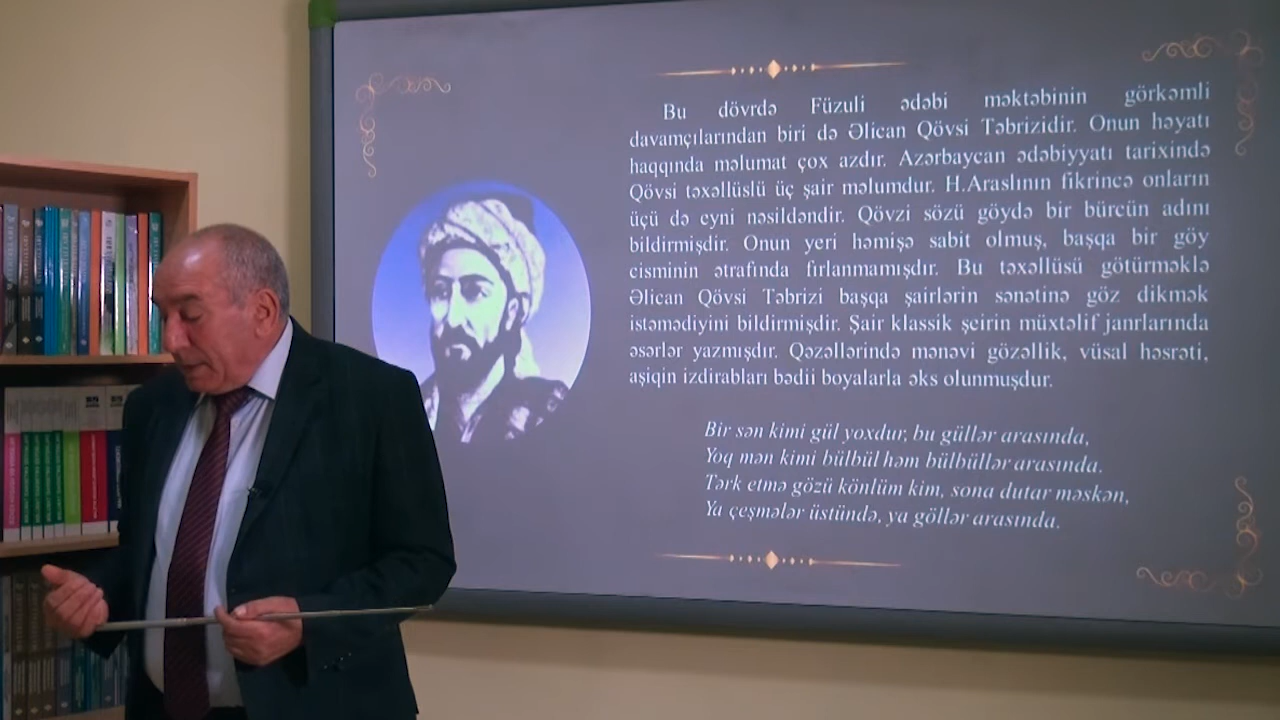 Bu dövrdə Füzuli ədəbi məktəbinin görkəmli
davamçılarından biri də Əlican Qövsi Təbrizidir. Onun həyatı
haqqında məlumat çox azdır. Azərbaycan ədəbiyyatı tarixində
Qövsi təxəllüslü üç şair məlumdur. H.Araslının fikrincə onların
üçü də eyni nəsildəndir. Qövzi sözü göydə bir bürcün adını
bildirmişdir. Onun yeri həmişə sabit olmuş, başqa bir göy
cisminin ətrafında fırlanmamışdır. Bu təxəllüsü götürməklə
Əlican Qövsi Təbrizi başqa şairlərin sənətinə göz dikmək
istəmədiyini bildirmişdir. Şair klassik şeirin müxtəlif janrlarında
əsərlər yazmışdır. Qəzəllərində mənəvi gözəllik, vüsal həsrəti,
aşiqin izdirabları bədii boyalarla əks olunmuşdur.
Bir sən kimi gül yoxdur, bu güllər arasında,
Yoq mən kimi bülbül həm bülbüllər arasında.
Tərk etmə gözü könlüm kim, sona dutar məskən,
Ya çeşmələr üstündə, ya göllər arasında.